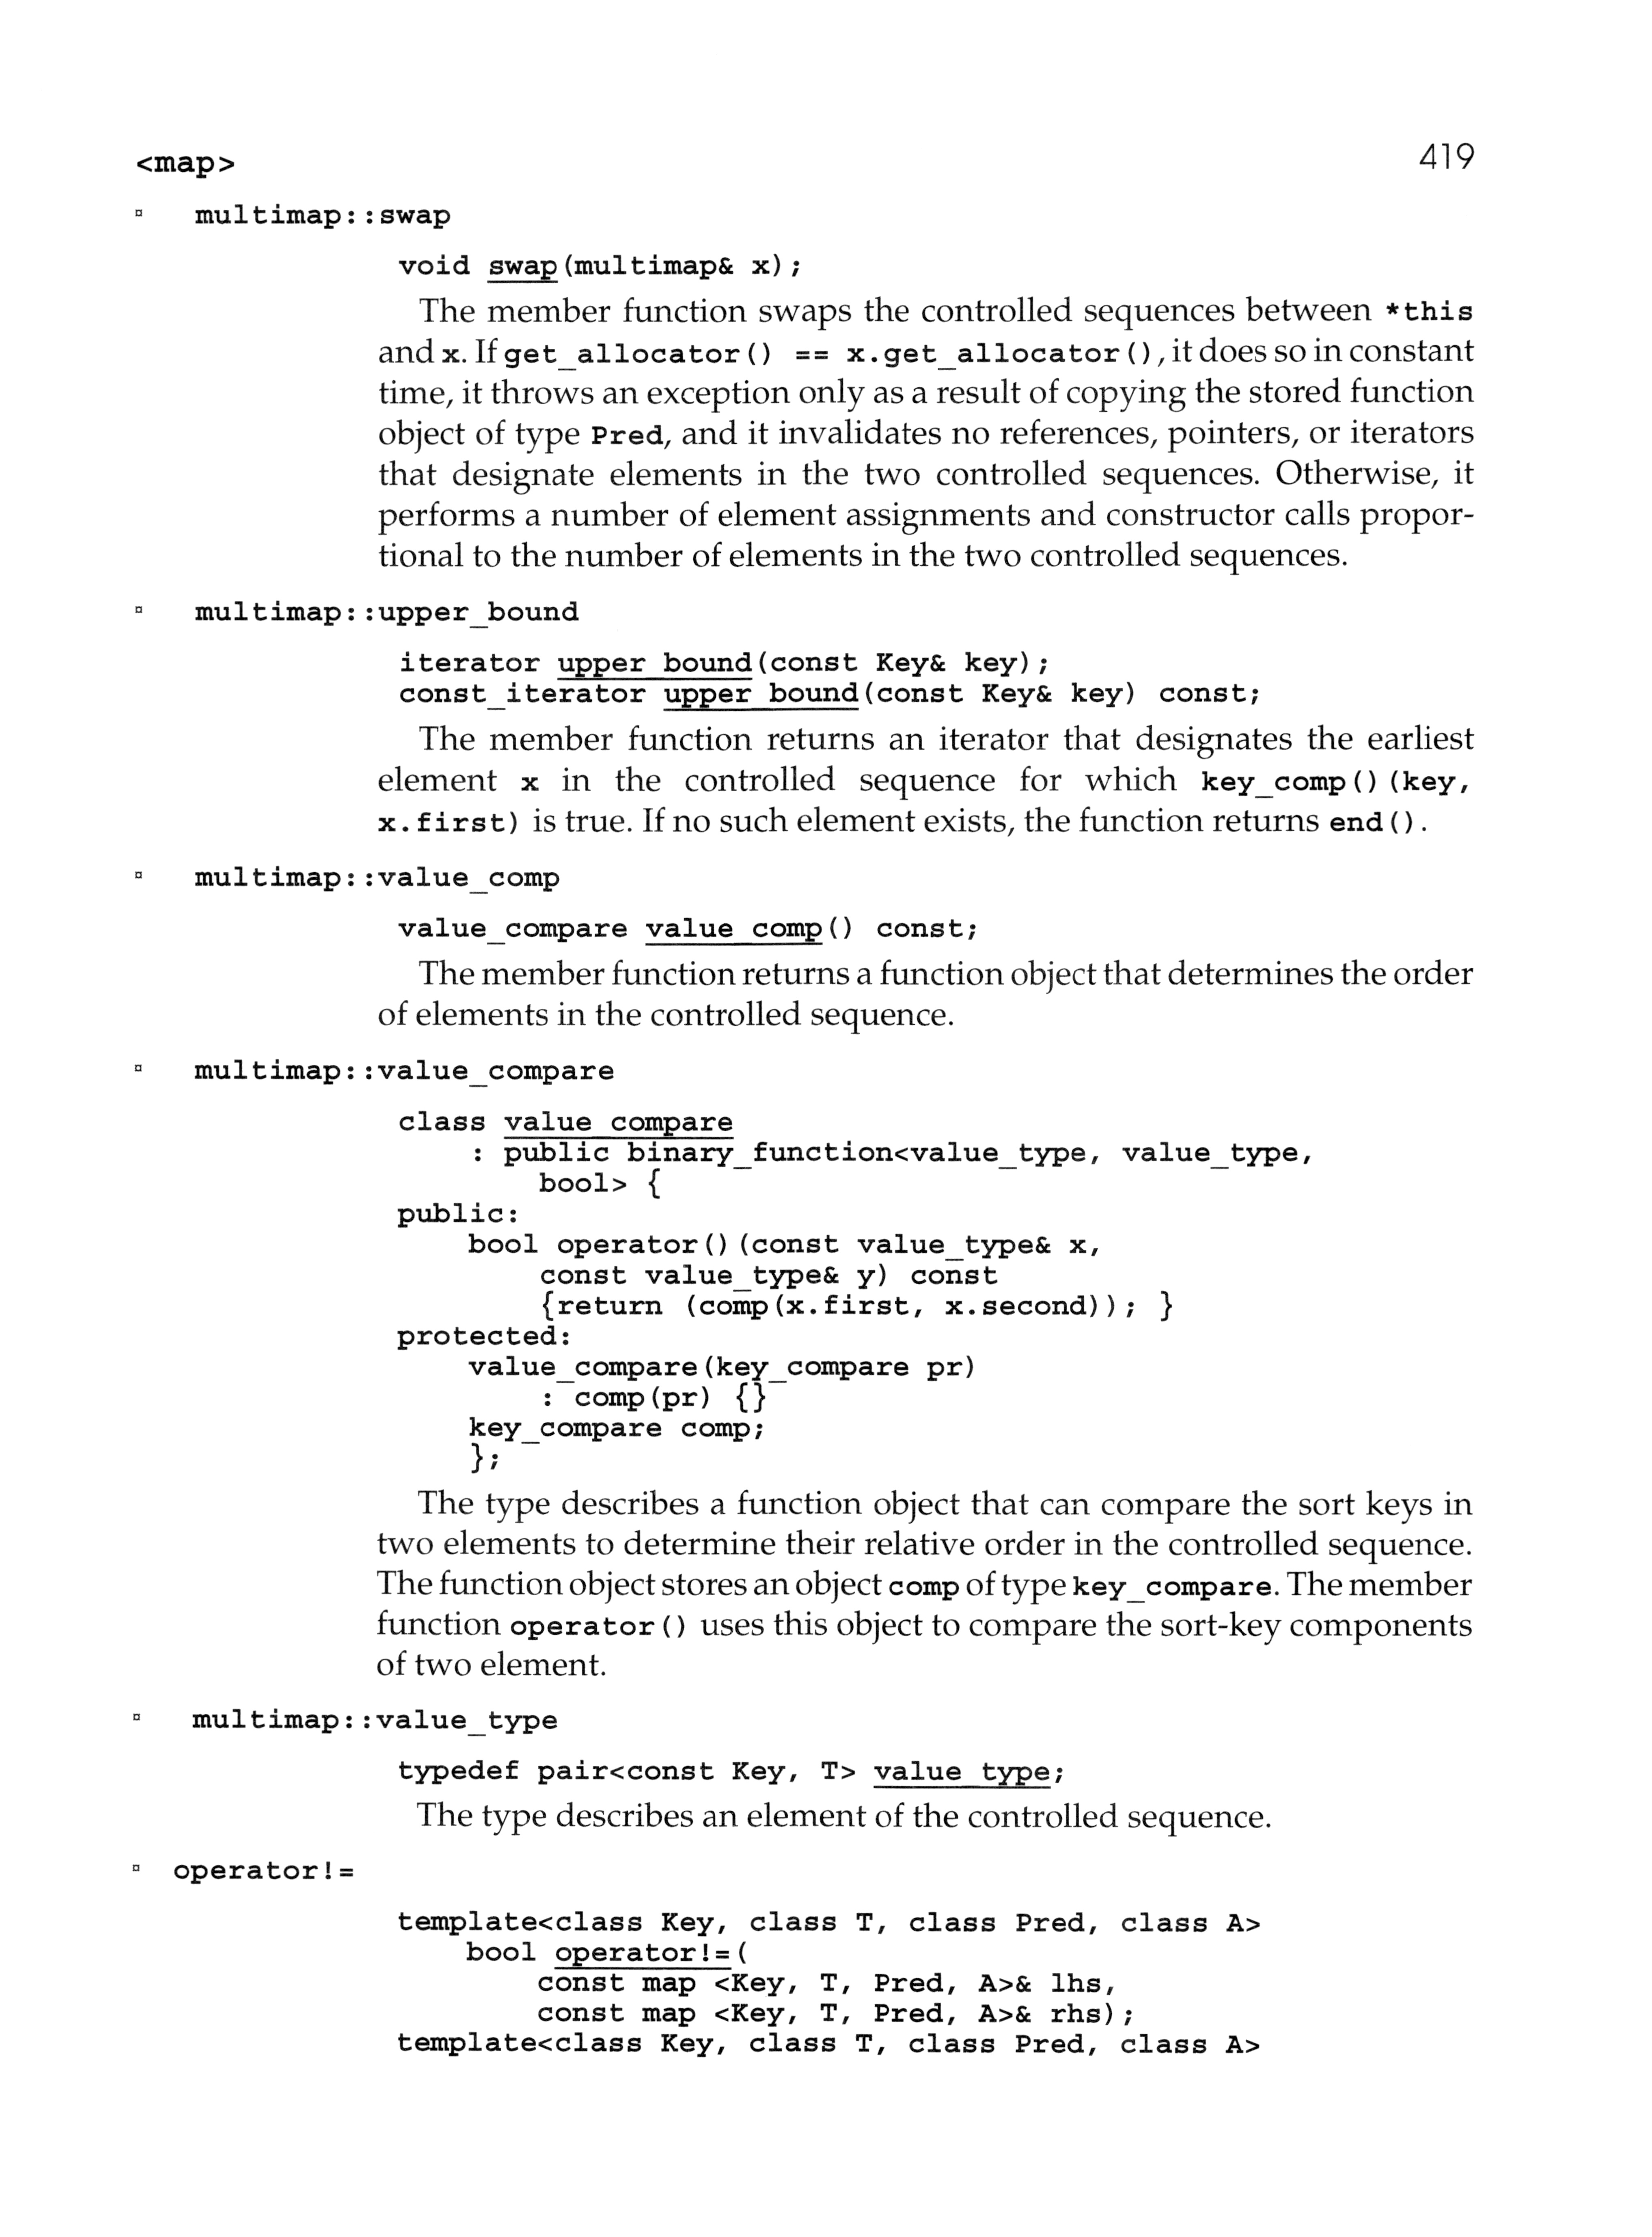 <map>
419
¤ multimap::swap
void swap(multimap& x);
The member function swaps the controlled sequences between *this
and x. If get_allocator() == x.get_allocator(), it does so in constant
time, it throws an exception only as a result of copying the stored function
object of type Pred, and it invalidates no references, pointers, or iterators
that designate elements in the two controlled sequences. Otherwise, it
performs a number of element assignments and constructor calls propor-
tional to the number of elements in the two controlled sequences.
¤ multimap::upper_bound
iterator upper_bound(const Key& key);
const_iterator upper_bound(const Key& key) const;
The member function returns an iterator that designates the earliest
element x in the controlled sequence for which key_comp()(key,
x.first) is true. If no such element exists, the function returns end().
¤ multimap::value_comp
value_compare value_comp() const;
The member function returns a function object that determines the order
of elements in the controlled sequence.
¤ multimap::value_compare
class value_compare
: public binary_function<value_type, value_type,
bool> {
public:
bool operator()(const value_type& x,
const value_type& y) const
{return (comp(x.first, x.second)); }
protected:
value_compare(key_compare pr)
: comp(pr) {}
key_compare comp;
};
The type describes a function object that can compare the sort keys in
two elements to determine their relative order in the controlled sequence.
The function object stores an object comp of type key_compare. The member
function operator() uses this object to compare the sort-key components
of two element.
¤ multimap::value_type
typedef pair<const Key, T> value_type;
The type describes an element of the controlled sequence.
¤ operator!=
template<class Key, class T, class Pred, class A>
bool operator!=(
const map <Key, T, Pred, A>& lhs,
const map <Key, T, Pred, A>& rhs);
template<class Key, class T, class Pred, class A>